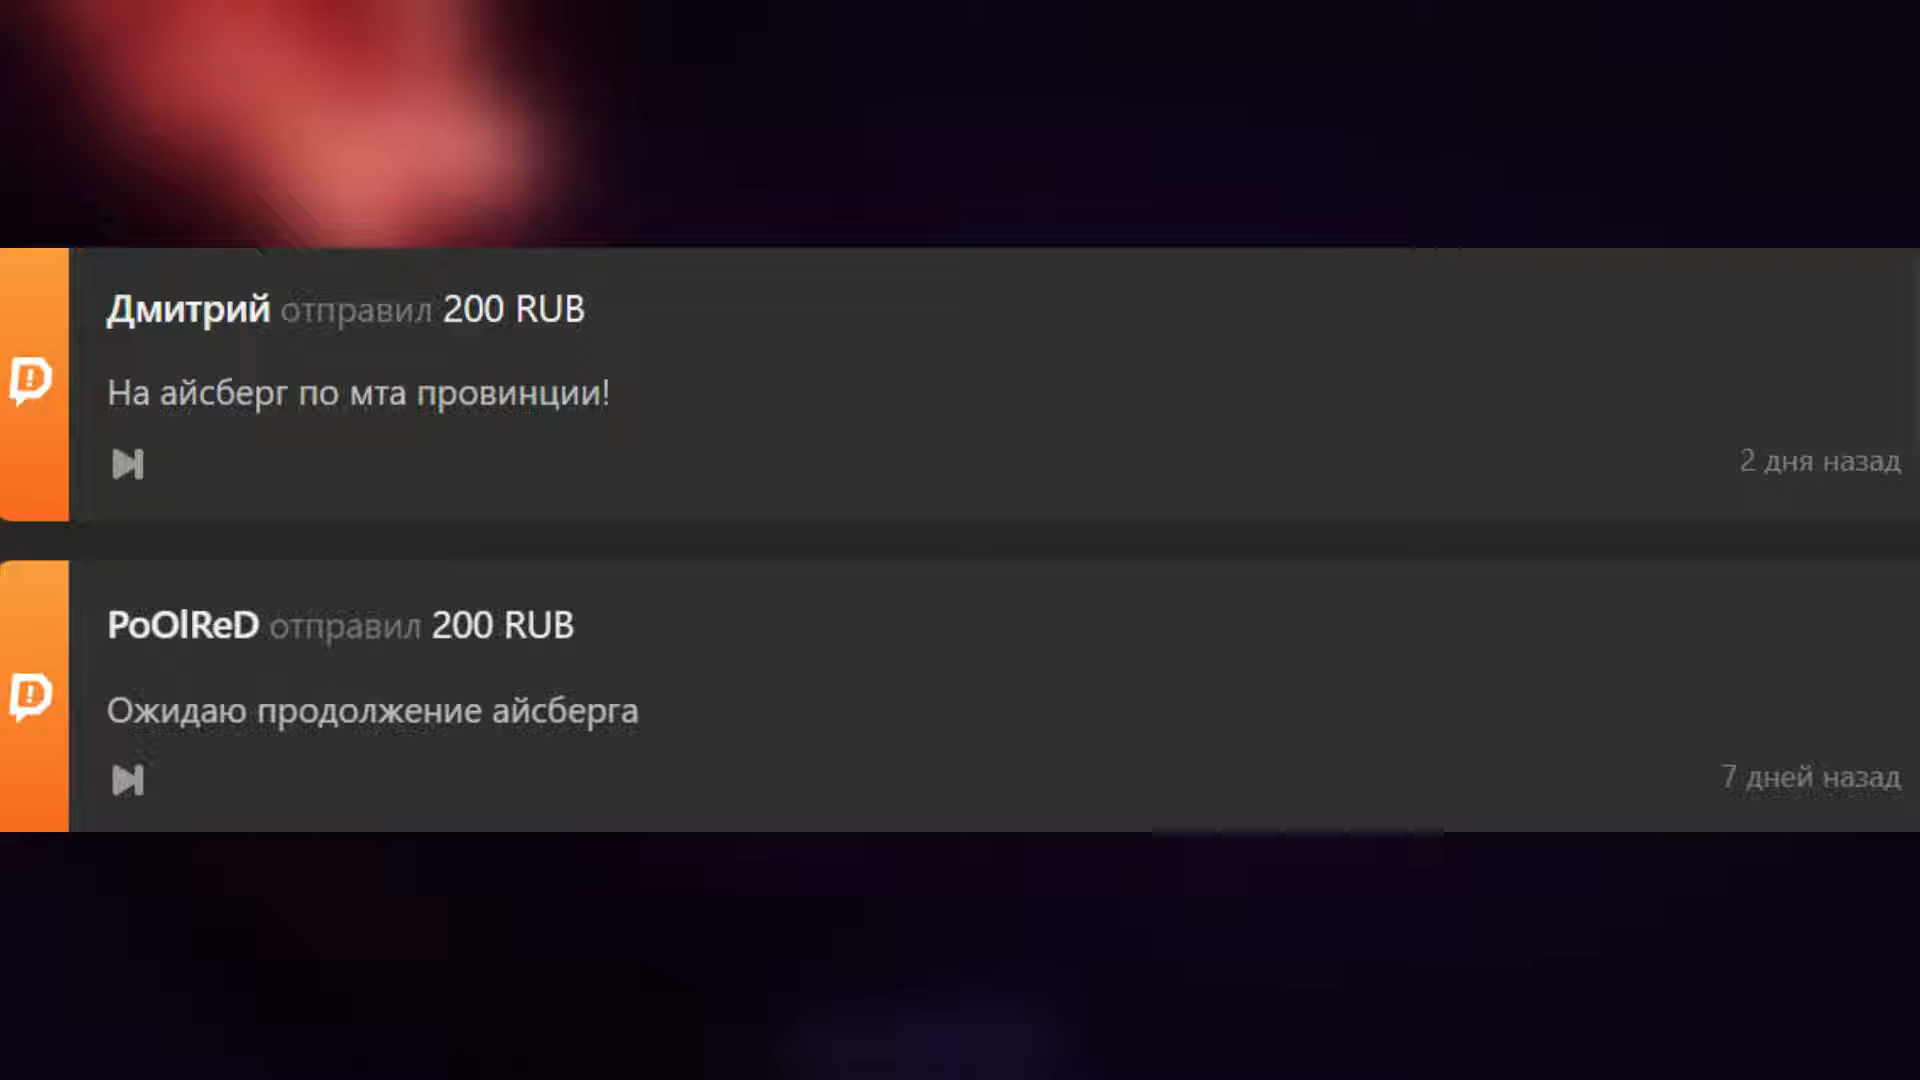 Дмитрий отправил 200 RUB
На айсберг по мта провинции!
2 дня назад
PoOlReD отправил 200 RUB
Ожидаю продолжение айсберга
7 дней назад